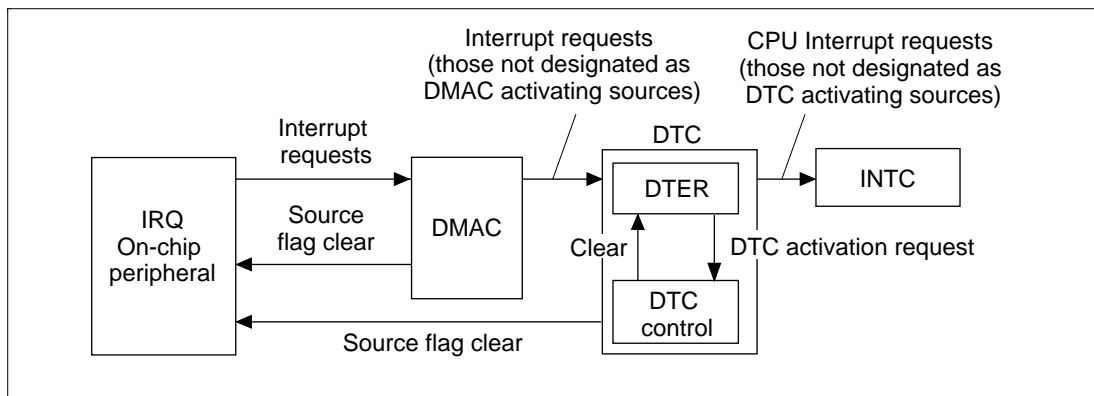 Interrupt requests
(those not designated as
DMAC activating sources)
CPU Interrupt requests
(those not designated as
DTC activating sources)
Interrupt
requests
DTC
IRQ
On-chip
peripheral
DMAC
DTER
INTC
Source
flag clear
Clear
DTC activation request
DTC
control
Source flag clear